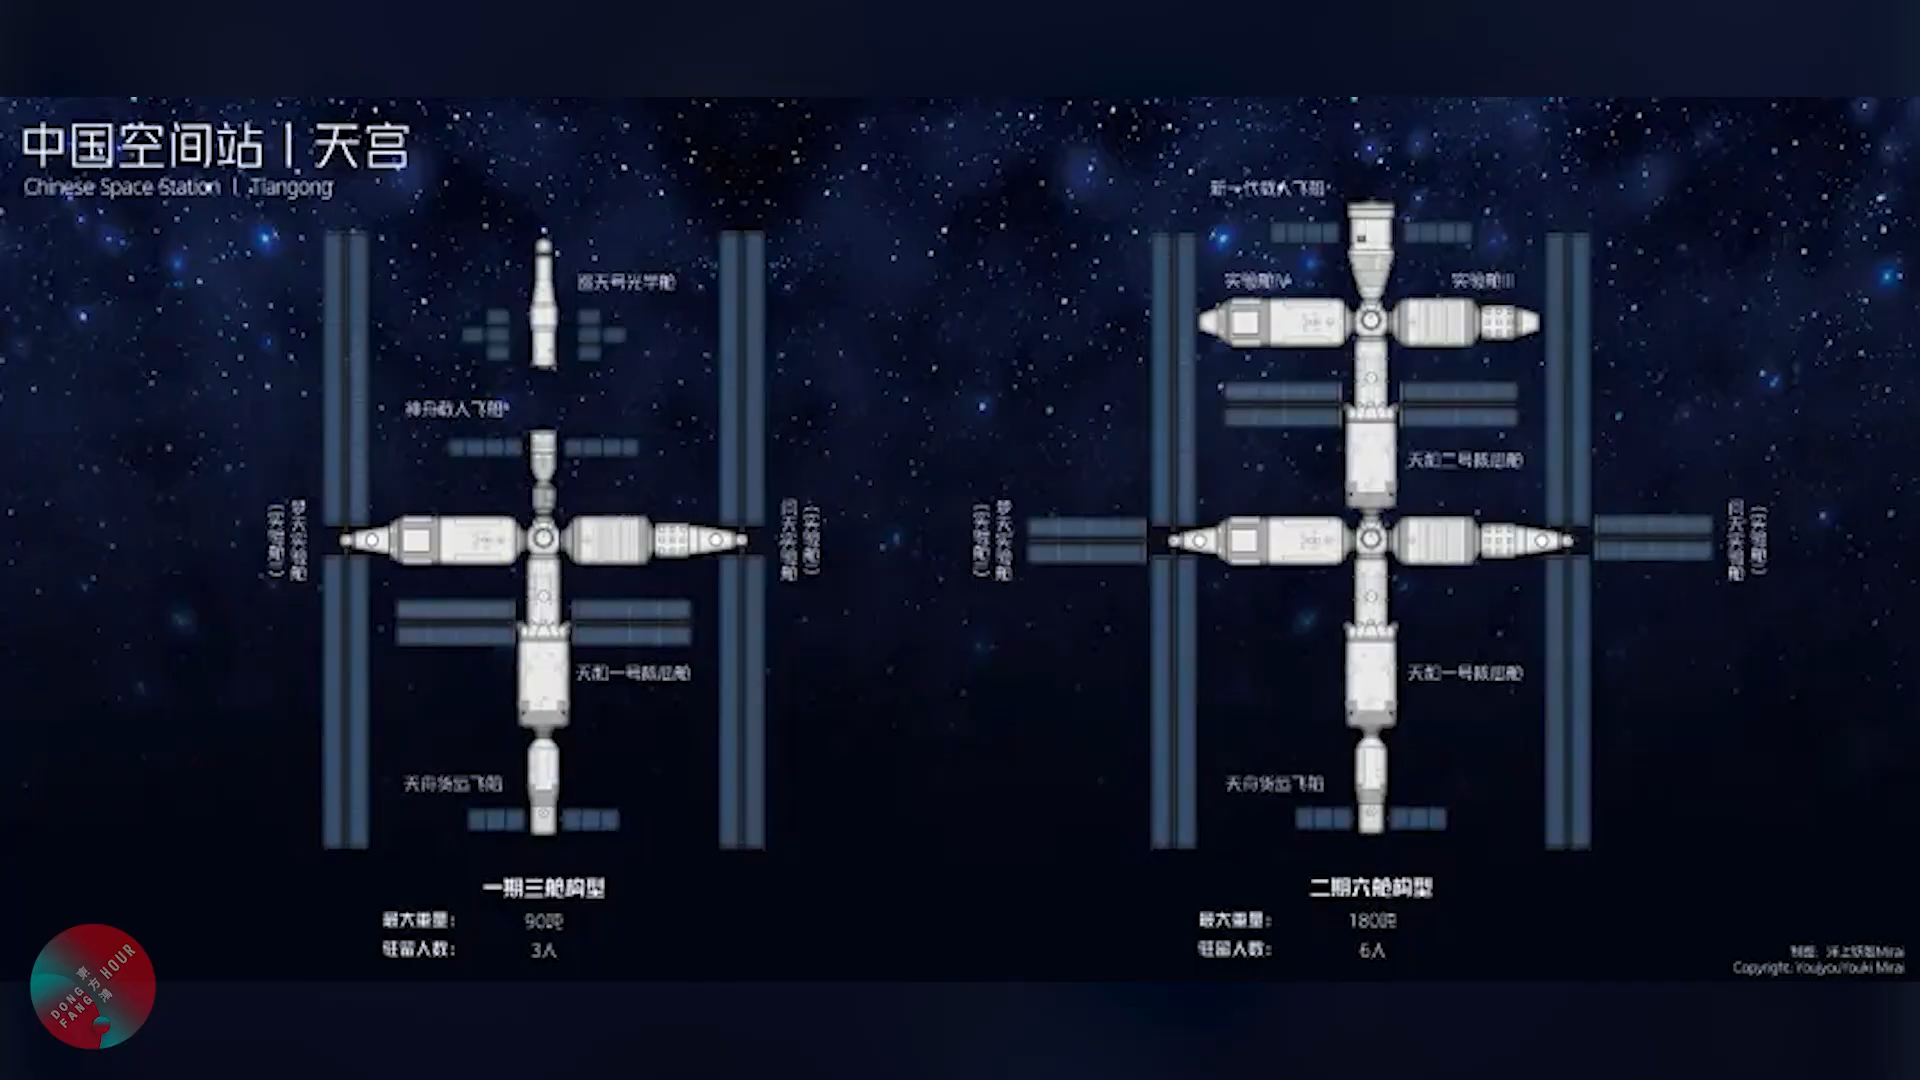 中国空间站 | 天宫
Chinese Space Station | Tiangong
巡天号光学舱
神舟载人飞船
梦天实验舱
(实验舱II)
问天实验舱
(实验舱I)
天和一号核心舱
天舟货运飞船
一期三舱构型
最大重量: 90吨
驻留人数: 3人
新一代载人飞船
实验舱IV
实验舱III
天和二号核心舱
梦天实验舱
(实验舱II)
问天实验舱
(实验舱I)
天和一号核心舱
天舟货运飞船
二期六舱构型
最大重量: 180吨
驻留人数: 6人
Copyright: YoujyouYouki Mirai
DONG FANG HOUR
東方鴻